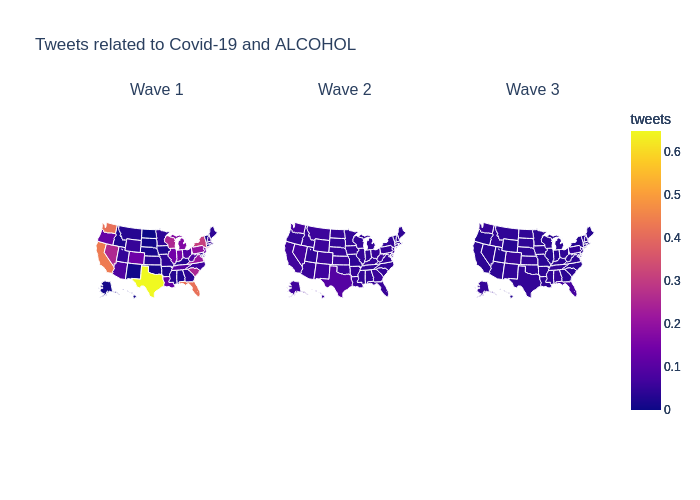 Tweets related to Covid-19 and ALCOHOL
Wave 1
Wave 2
Wave 3
tweets
0.6
0.5
0.4
0.3
0.2
0.1
0